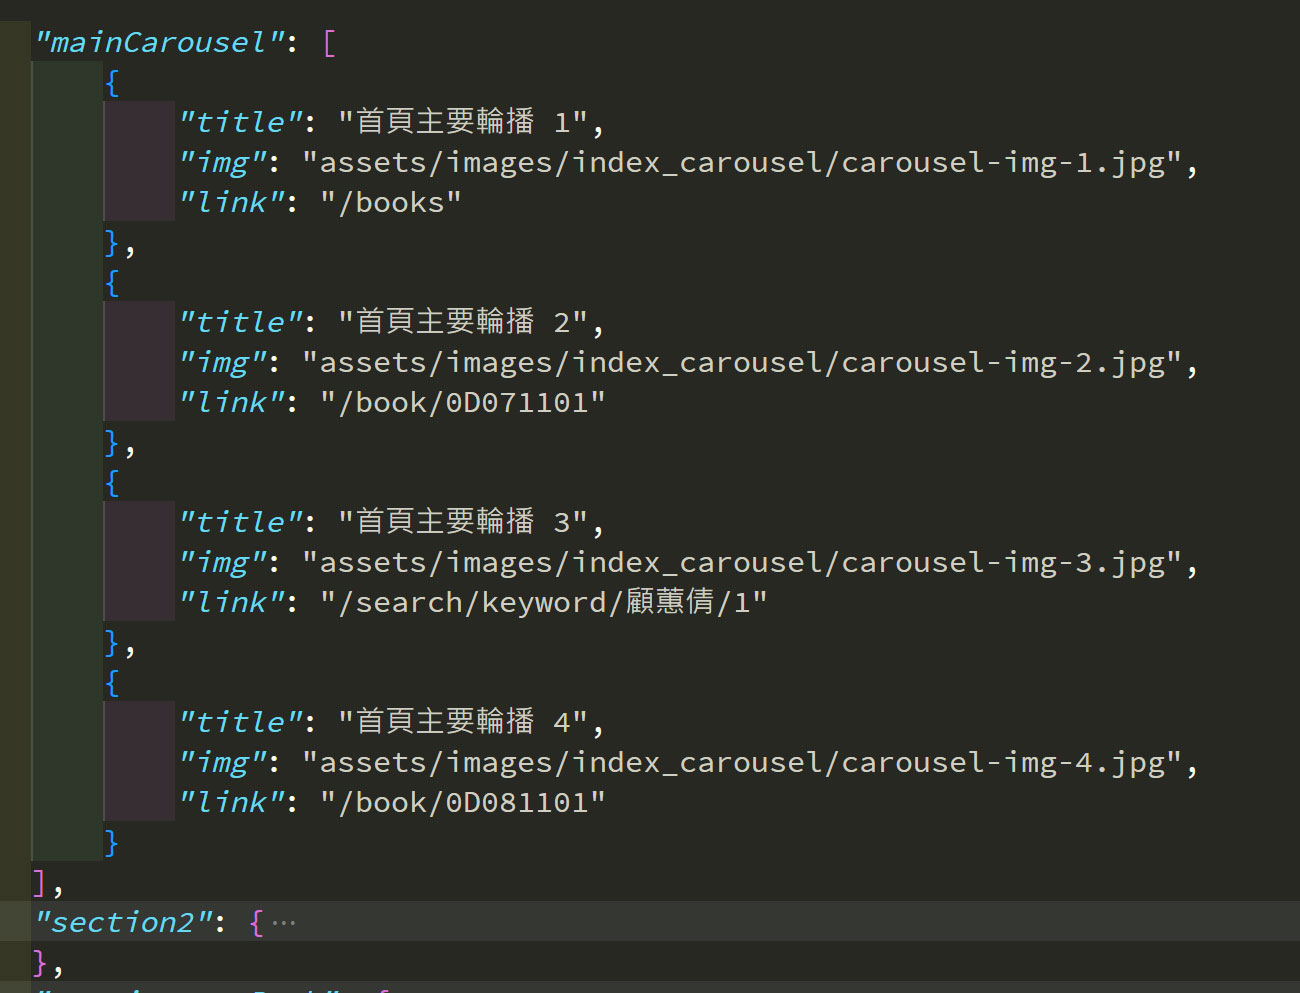 "mainCarousel": [
{
"title": "首頁主要輪播 1",
"img": "assets/images/index_carousel/carousel-img-1.jpg",
"link": "/books"
},
{
"title": "首頁主要輪播 2",
"img": "assets/images/index_carousel/carousel-img-2.jpg",
"link": "/book/0D071101"
},
{
"title": "首頁主要輪播 3",
"img": "assets/images/index_carousel/carousel-img-3.jpg",
"link": "/search/keyword/顧蕙倩/1"
},
{
"title": "首頁主要輪播 4",
"img": "assets/images/index_carousel/carousel-img-4.jpg",
"link": "/book/0D081101"
}
],
"section2": {⋯
},